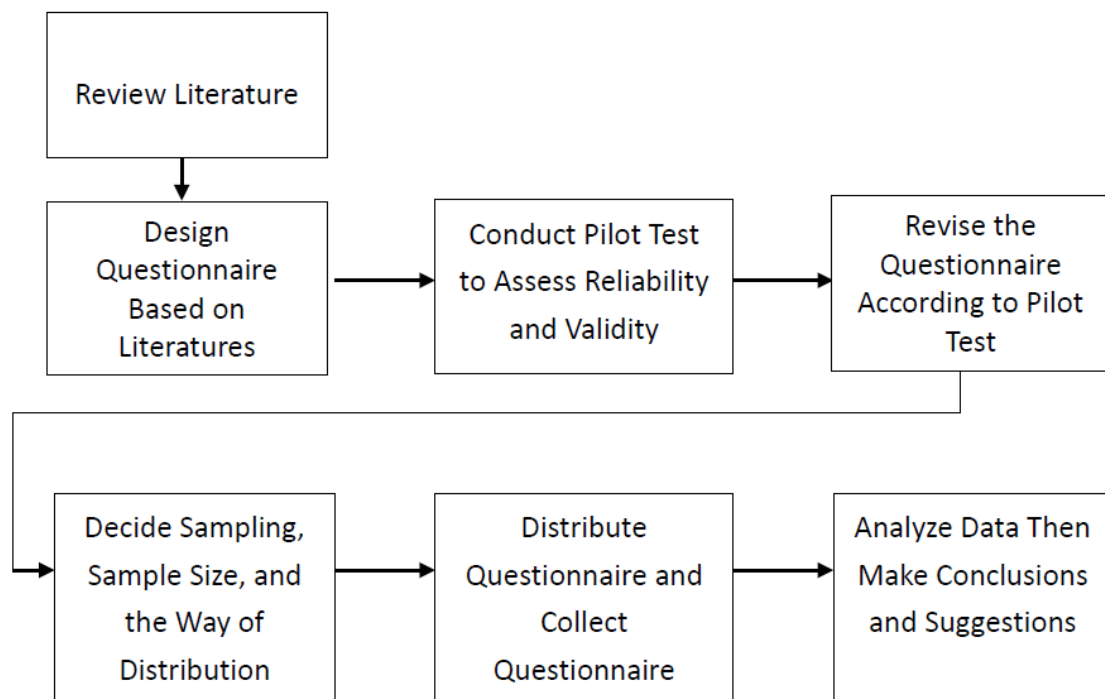 Review Literature
Design
Questionnaire
Based on
Literatures
Conduct Pilot Test
to Assess Reliability
and Validity
Revise the
Questionnaire
According to Pilot
Test
Decide Sampling,
Sample Size, and
the Way of
Distribution
Distribute
Questionnaire and
Collect
Questionnaire
Analyze Data Then
Make Conclusions
and Suggestions